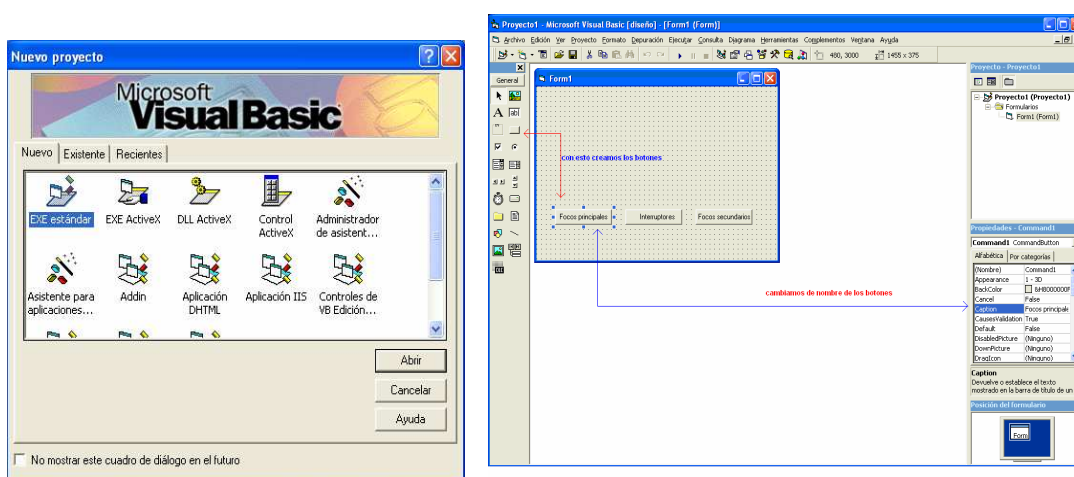 Nuevo proyecto
Microsoft
Visual Basic
Nuevo Existente Recientes
EXE estándar EXE ActiveX DLL ActiveX Control ActiveX Administrador de asistent...
Asistente para aplicaciones... Addin Aplicación DHTML Aplicación IIS Controles de VB Edición...
Abrir
Cancelar
Ayuda
No mostrar este cuadro de diálogo en el futuro
Proyecto1 - Microsoft Visual Basic [diseño] - [Form1 (Form)]
Archivo Edición Ver Proyecto Formato Depuración Ejecutar Consulta Diagrama Herramientas Complementos Ventana Ayuda
480, 3000 1455 x 375
General
Form1
con esto creamos los botones
Focos principales Interruptores Focos secundarios
cambiamos de nombre de los botones
Proyecto - Proyecto1
Proyecto1 (Proyecto1)
Formularios
Form1 (Form1)
Propiedades - Command1
Command1 CommandButton
Alfabética Por categorías
(Nombre) Command1
Appearance 1 - 3D
BackColor &H8000000F
Cancel False
Caption Focos principale
CausesValidation True
Default False
DisabledPicture (Ninguno)
DownPicture (Ninguno)
DragIcon (Ninguno)
Caption
Devuelve o establece el texto
mostrado en la barra de título de un
Posición del formulario
Form